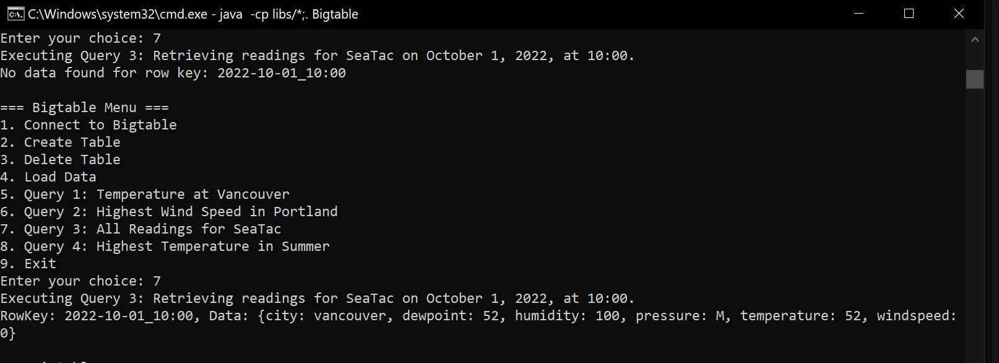 C:\Windows\system32\cmd.exe - java  -cp libs/*;. Bigtable
Enter your choice: 7
Executing Query 3: Retrieving readings for SeaTac on October 1, 2022, at 10:00.
No data found for row key: 2022-10-01_10:00
=== Bigtable Menu ===
1. Connect to Bigtable
2. Create Table
3. Delete Table
4. Load Data
5. Query 1: Temperature at Vancouver
6. Query 2: Highest Wind Speed in Portland
7. Query 3: All Readings for SeaTac
8. Query 4: Highest Temperature in Summer
9. Exit
Enter your choice: 7
Executing Query 3: Retrieving readings for SeaTac on October 1, 2022, at 10:00.
RowKey: 2022-10-01_10:00, Data: {city: vancouver, dewpoint: 52, humidity: 100, pressure: M, temperature: 52, windspeed:
0}